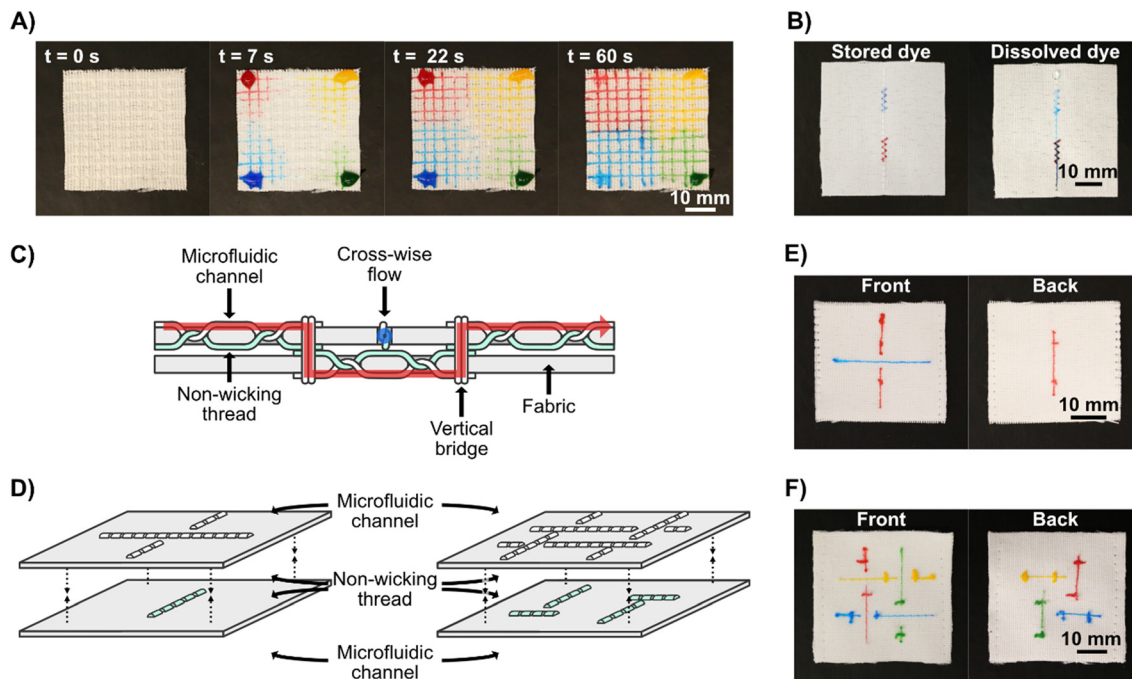 A)
t = 0 s
t = 7 s
t = 22 s
t = 60 s
10 mm
B)
Stored dye
Dissolved dye
10 mm
C)
Microfluidic
channel
Cross-wise
flow
Non-wicking
thread
Vertical
bridge
Fabric
D)
Microfluidic
channel
Non-wicking
thread
Microfluidic
channel
E)
Front
Back
10 mm
F)
Front
Back
10 mm